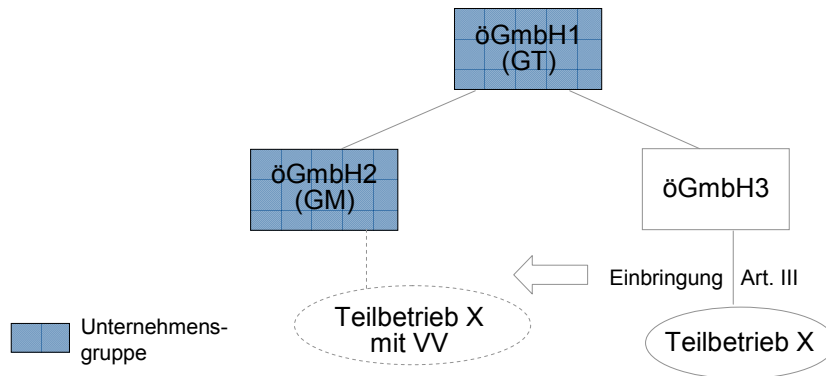 öGmbH1
(GT)
öGmbH2
(GM)
öGmbH3
Einbringung Art. III
Teilbetrieb X
mit VV
Teilbetrieb X
Unternehmens-
gruppe